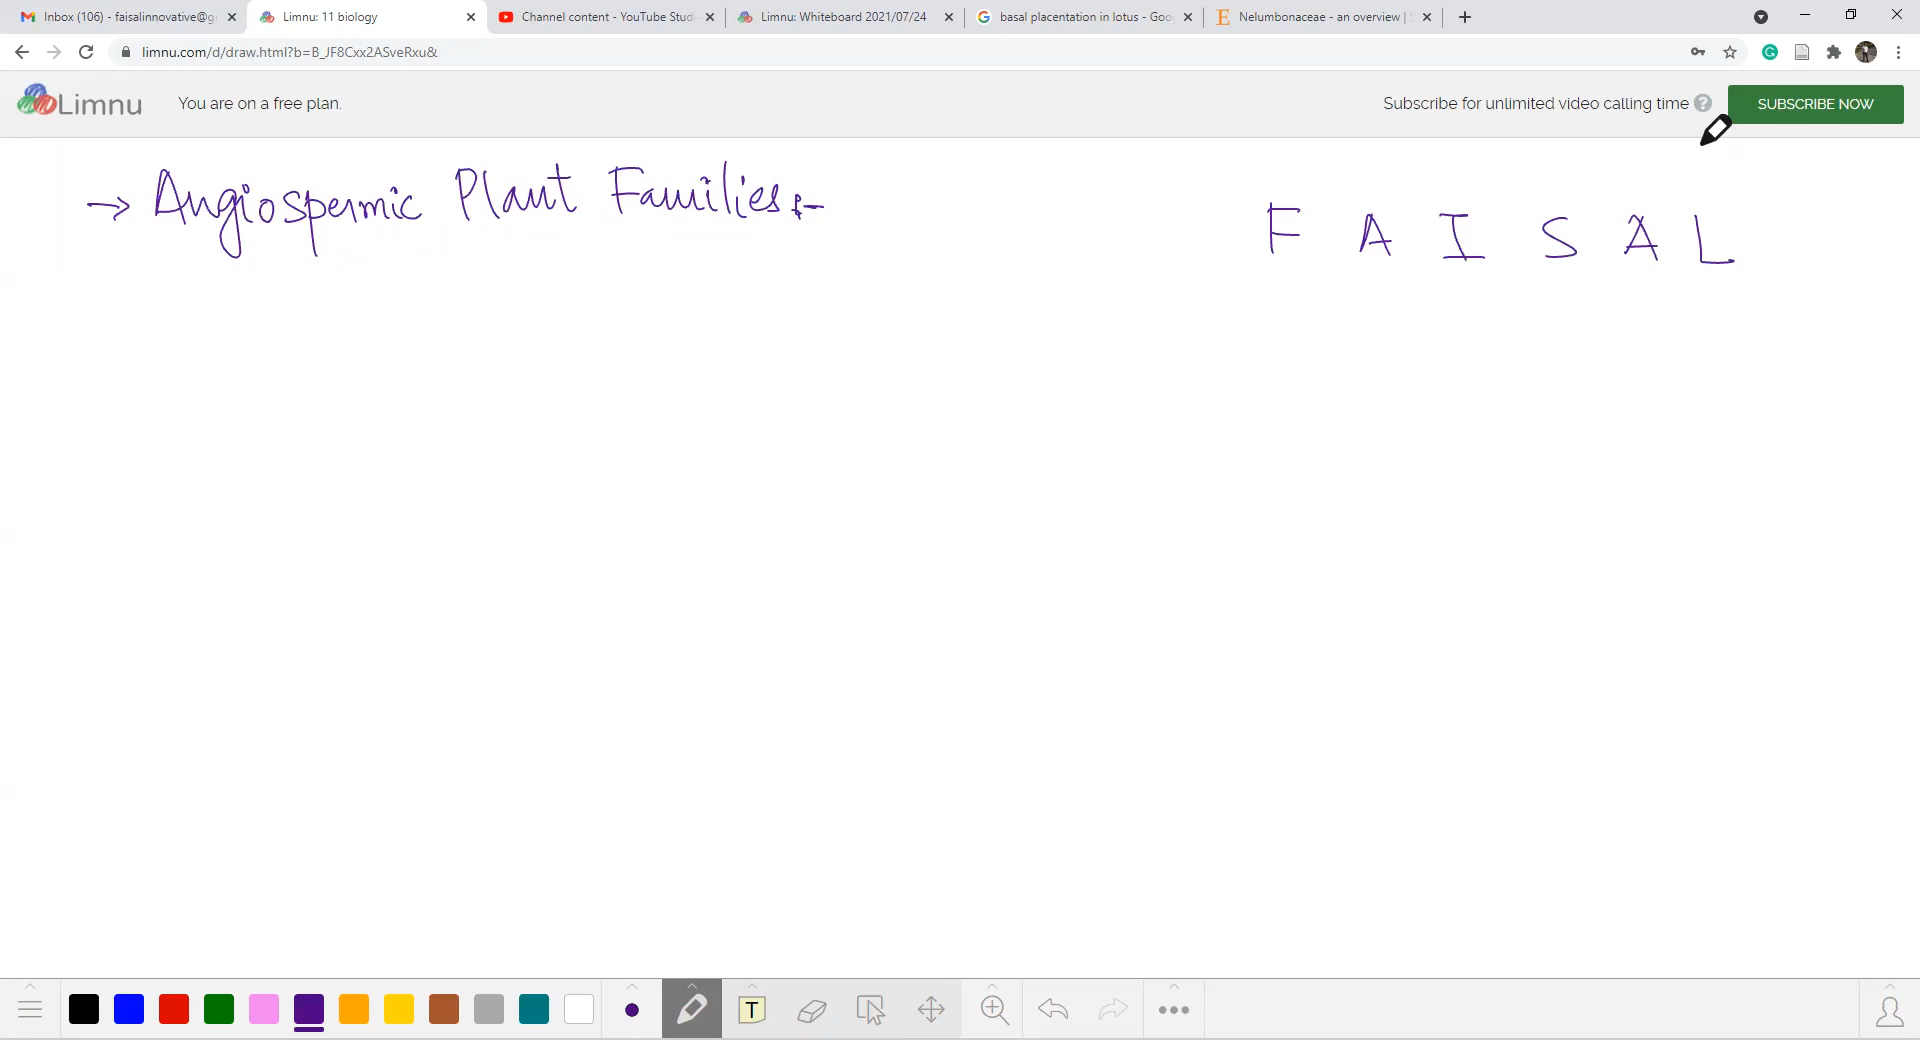 Inbox (106) - faisalinnovative@g
Limnu: 11 biology
Channel content - YouTube Stud
Limnu: Whiteboard 2021/07/24
basal placentation in lotus - Goo
Nelumbonaceae - an overview |
limnu.com/d/draw.html?b=B_JF8Cxx2ASveRxu&
Limnu
You are on a free plan.
Subscribe for unlimited video calling time ?
SUBSCRIBE NOW
→ Angiospermic Plant Families:-
F A I S A L
T